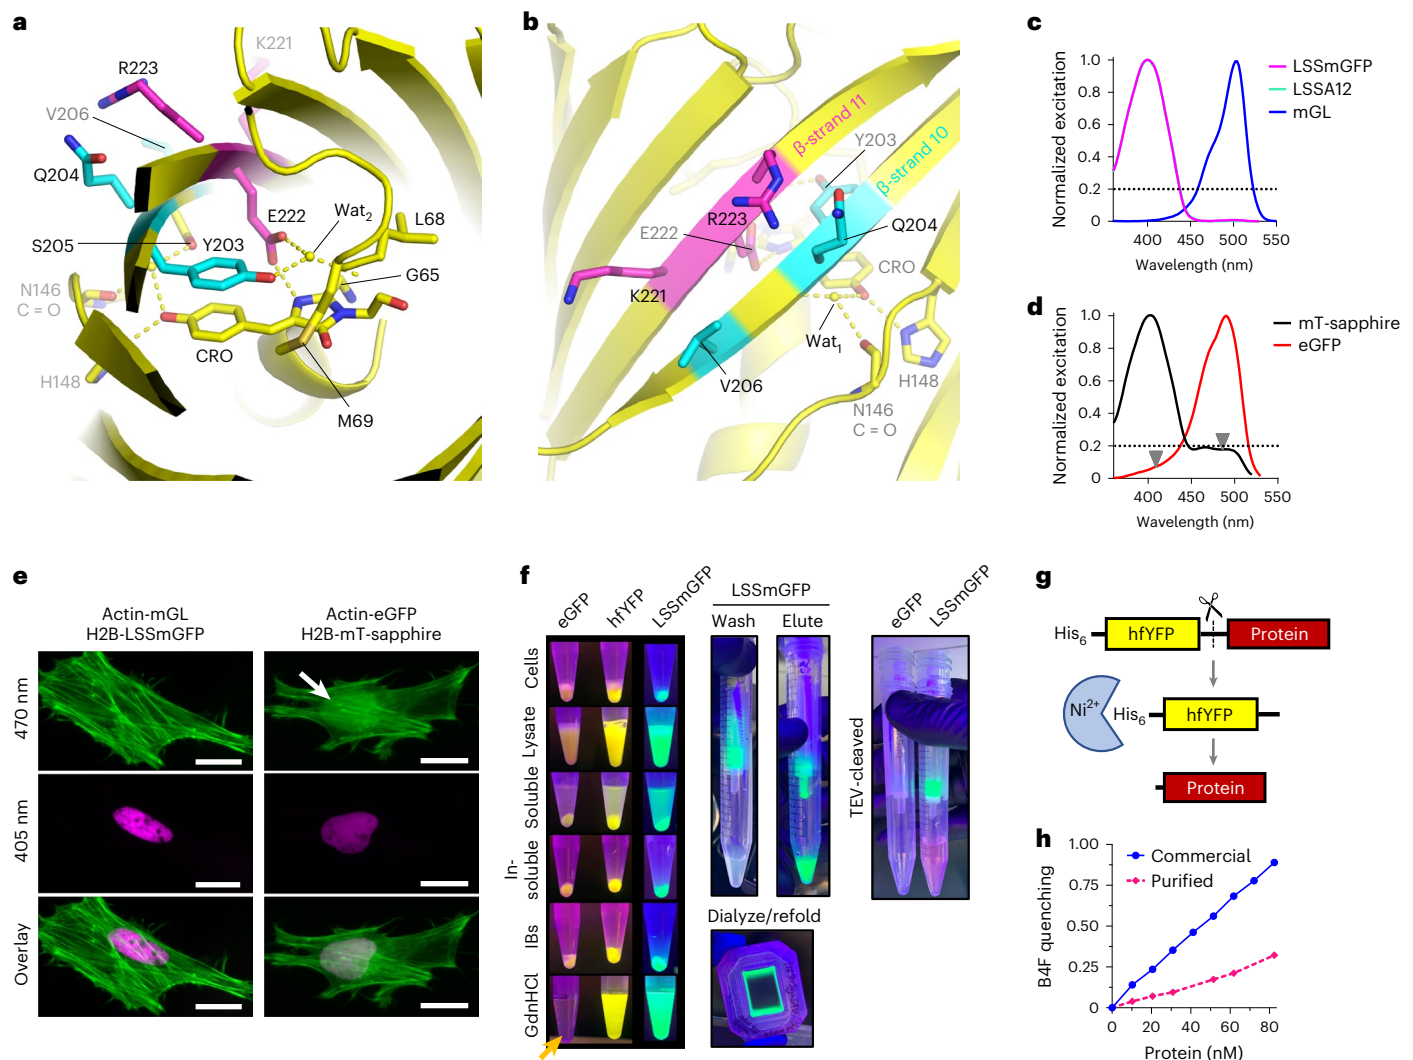 a
K221
R223
V206
Q204
E222
Wat2
L68
S205
Y203
G65
N146
C = O
CRO
H148
M69
b
β-strand 11
Y203
β-strand 10
R223
Q204
E222
CRO
K221
Wat1
V206
H148
N146
C = O
c
Normalized excitation
1.0
0.8
0.6
0.4
0.2
0
400 450 500 550
Wavelength (nm)
LSSmGFP
LSSA12
mGL
d
Normalized excitation
1.0
0.8
0.6
0.4
0.2
0
400 450 500 550
Wavelength (nm)
mT-sapphire
eGFP
e
Actin-mGL
H2B-LSSmGFP
Actin-eGFP
H2B-mT-sapphire
470 nm
405 nm
Overlay
f
eGFP
hfYFP
LSSmGFP
Cells
Lysate
Soluble
In-
soluble
IBs
GdnHCl
LSSmGFP
Wash Elute
Dialyze/refold
eGFP
LSSmGFP
TEV-cleaved
g
His6 hfYFP Protein
Ni2+ His6 hfYFP
Protein
h
B4F quenching
1.00
0.75
0.50
0.25
0
0 20 40 60 80
Protein (nM)
Commercial
Purified